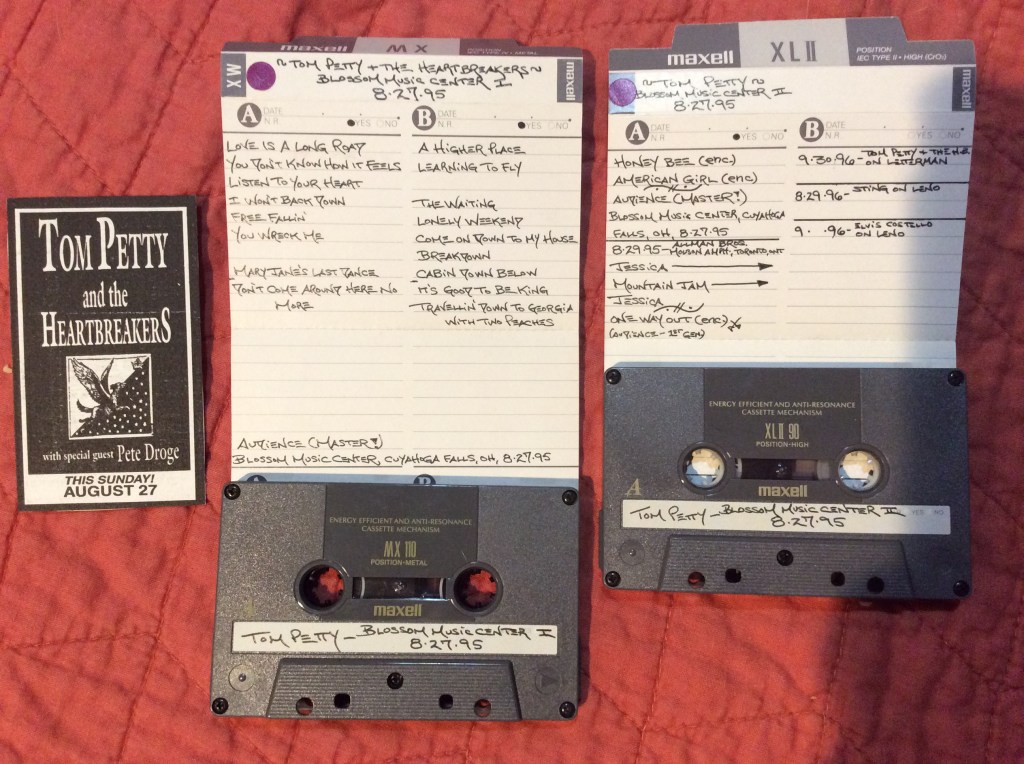 TOM PETTY
and the
HEARTBREAKERS
with special guest Pete Droge
THIS SUNDAY!
AUGUST 27
maxell MX
XW
maxell
~TOM PETTY + THE HEARTBREAKERS~
BLOSSOM MUSIC CENTER I
8.27.95
A DATE
N.R. YES NO
LOVE IS A LONG ROAD
YOU DON'T KNOW HOW IT FEELS
LISTEN TO YOUR HEART
I WON'T BACK DOWN
FREE FALLIN'
YOU WRECK ME
MARY JANE'S LAST DANCE
DON'T COME AROUND HERE NO
MORE
B DATE
N.R. YES NO
A HIGHER PLACE
LEARNING TO FLY
THE WAITING
LONELY WEEKEND
COME ON DOWN TO MY HOUSE
BREAKDOWN
CABIN DOWN BELOW
IT'S GOOD TO BE KING
TRAVELLIN' DOWN TO GEORGIA
WITH TWO PEACHES
AUDIENCE (MASTER!)
BLOSSOM MUSIC CENTER, CUYAHOGA FALLS, OH, 8.27.95
ENERGY EFFICIENT AND ANTI-RESONANCE
CASSETTE MECHANISM
MX 110
POSITION-METAL
maxell
TOM PETTY - BLOSSOM MUSIC CENTER I
8.27.95
maxell XLII POSITION
IEC TYPE II • HIGH (CrO2)
maxell
~TOM PETTY~
BLOSSOM MUSIC CENTER II
8.27.95
A DATE
N.R. YES NO
HONEY BEE (enc)
AMERICAN GIRL (enc)
AUDIENCE (MASTER!)
BLOSSOM MUSIC CENTER, CUYAHOGA
FALLS, OH, 8.27.95
8.29.95 - ALLMAN BROS.
MOLSON AMPH., TORONTO, ONT
JESSICA →
MOUNTAIN JAM →
JESSICA
ONE WAY OUT (enc)
(AUDIENCE - 1ST GEN)
B DATE
N.R. YES NO
9.30.96 - TOM PETTY + THE H.B.
ON LETTERMAN
8.29.96 - STING ON LENO
9. .96 - ELVIS COSTELLO
ON LENO
ENERGY EFFICIENT AND ANTI-RESONANCE
CASSETTE MECHANISM
XLII 90
POSITION-HIGH
maxell
A
TOM PETTY - BLOSSOM MUSIC CENTER II
8.27.95
YES NO